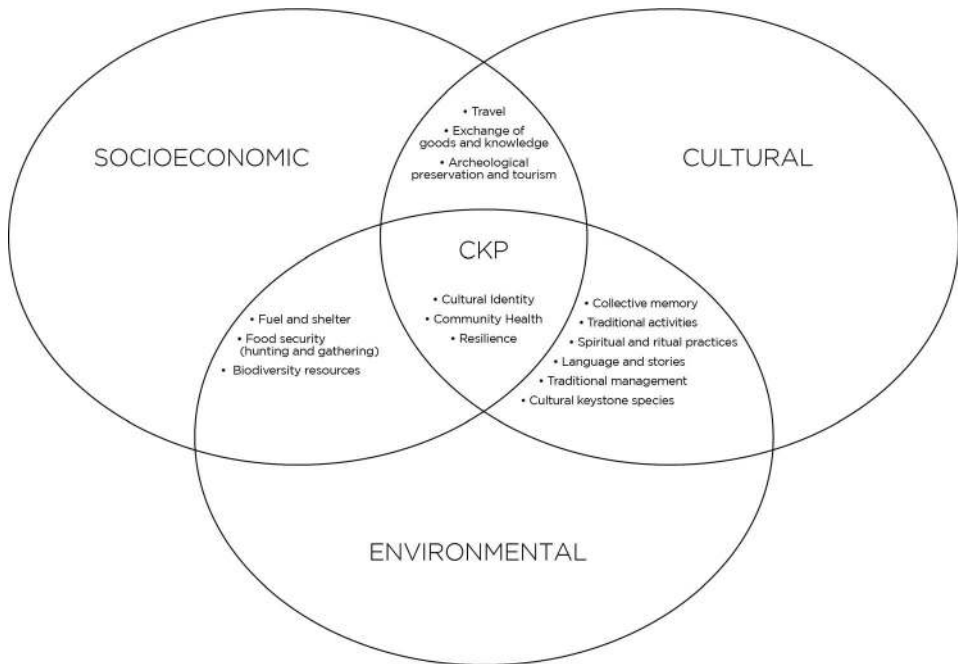 • Travel
• Exchange of
goods and knowledge
• Archeological
preservation and tourism
SOCIOECONOMIC
CULTURAL
CKP
• Cultural Identity
• Community Health
• Resilience
• Fuel and shelter
• Food security
(hunting and gathering)
• Biodiversity resources
• Collective memory
• Traditional activities
• Spiritual and ritual practices
• Language and stories
• Traditional management
• Cultural keystone species
ENVIRONMENTAL